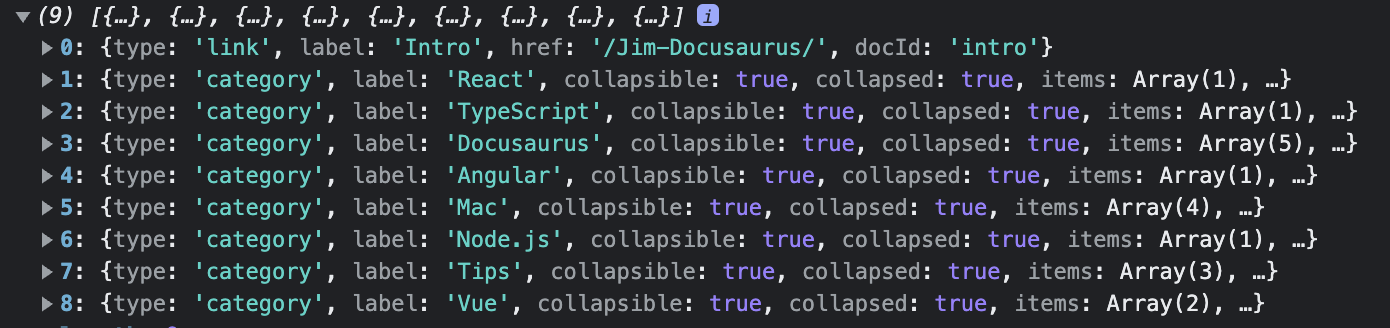 ▼(9) [{…}, {…}, {…}, {…}, {…}, {…}, {…}, {…}, {…}] i
▶0: {type: 'link', label: 'Intro', href: '/Jim-Docusaurus/', docId: 'intro'}
▶1: {type: 'category', label: 'React', collapsible: true, collapsed: true, items: Array(1), …}
▶2: {type: 'category', label: 'TypeScript', collapsible: true, collapsed: true, items: Array(1), …}
▶3: {type: 'category', label: 'Docusaurus', collapsible: true, collapsed: true, items: Array(5), …}
▶4: {type: 'category', label: 'Angular', collapsible: true, collapsed: true, items: Array(1), …}
▶5: {type: 'category', label: 'Mac', collapsible: true, collapsed: true, items: Array(4), …}
▶6: {type: 'category', label: 'Node.js', collapsible: true, collapsed: true, items: Array(1), …}
▶7: {type: 'category', label: 'Tips', collapsible: true, collapsed: true, items: Array(3), …}
▶8: {type: 'category', label: 'Vue', collapsible: true, collapsed: true, items: Array(2), …}